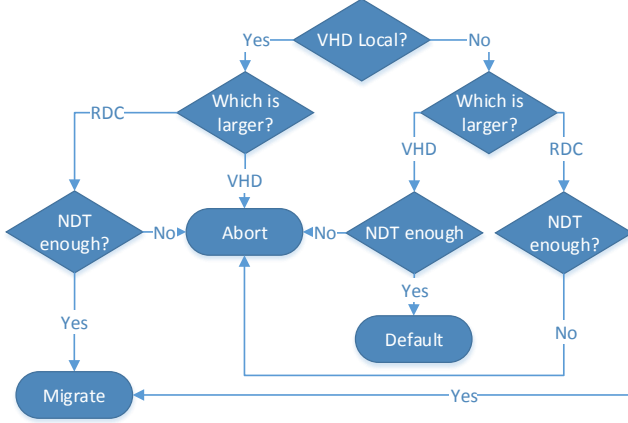 VHD Local?
Yes
No
Which is
larger?
Which is
larger?
RDC
VHD
RDC
VHD
NDT
enough?
No
Abort
No
NDT enough
NDT
enough?
Yes
Yes
No
Default
Migrate
Yes